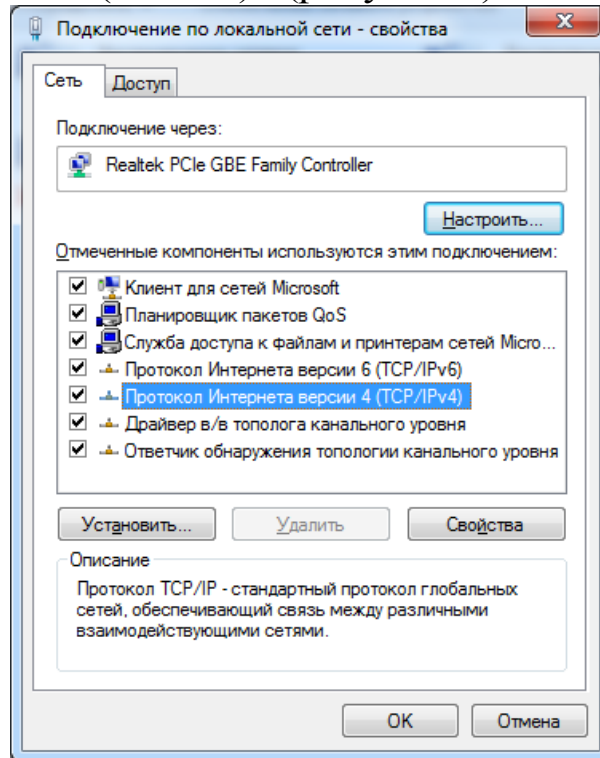 Подключение по локальной сети - свойства
Сеть
Доступ
Подключение через:
Realtek PCIe GBE Family Controller
Настроить...
Отмеченные компоненты используются этим подключением:
Клиент для сетей Microsoft
Планировщик пакетов QoS
Служба доступа к файлам и принтерам сетей Micro...
Протокол Интернета версии 6 (TCP/IPv6)
Протокол Интернета версии 4 (TCP/IPv4)
Драйвер в/в тополога канального уровня
Ответчик обнаружения топологии канального уровня
Установить...
Удалить
Свойства
Описание
Протокол TCP/IP - стандартный протокол глобальных
сетей, обеспечивающий связь между различными
взаимодействующими сетями.
OK
Отмена